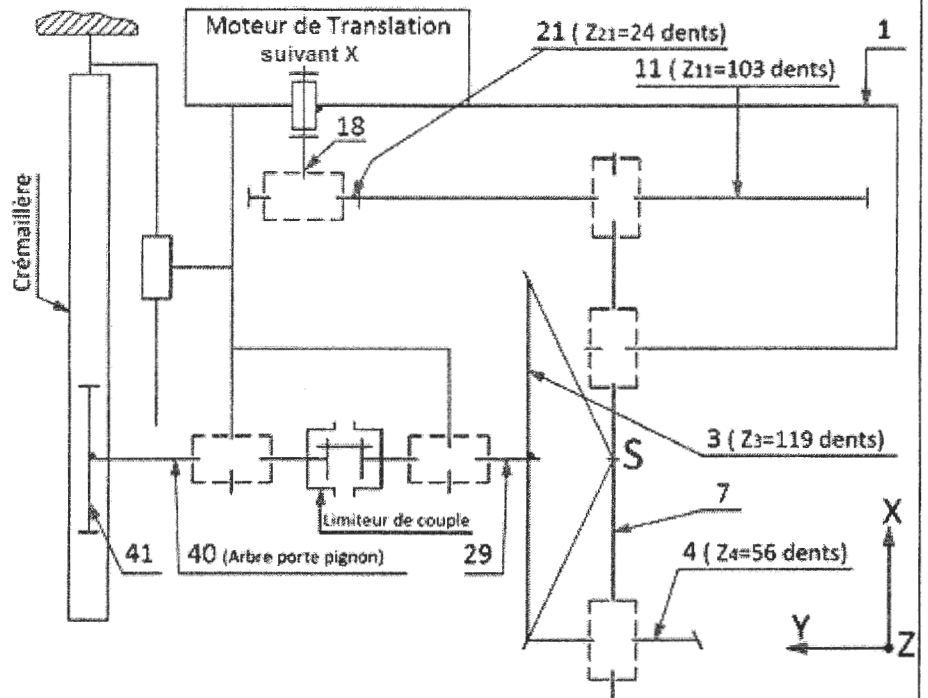 Moteur de Translation
suivant X
21 ( Z21=24 dents)
1
11 (Z11=103 dents)
18
Crémaillère
3 ( Z3=119 dents)
S
Limiteur de couple
7
41
40 (Arbre porte pignon)
29
4 ( Z4=56 dents)
X
Y
Z